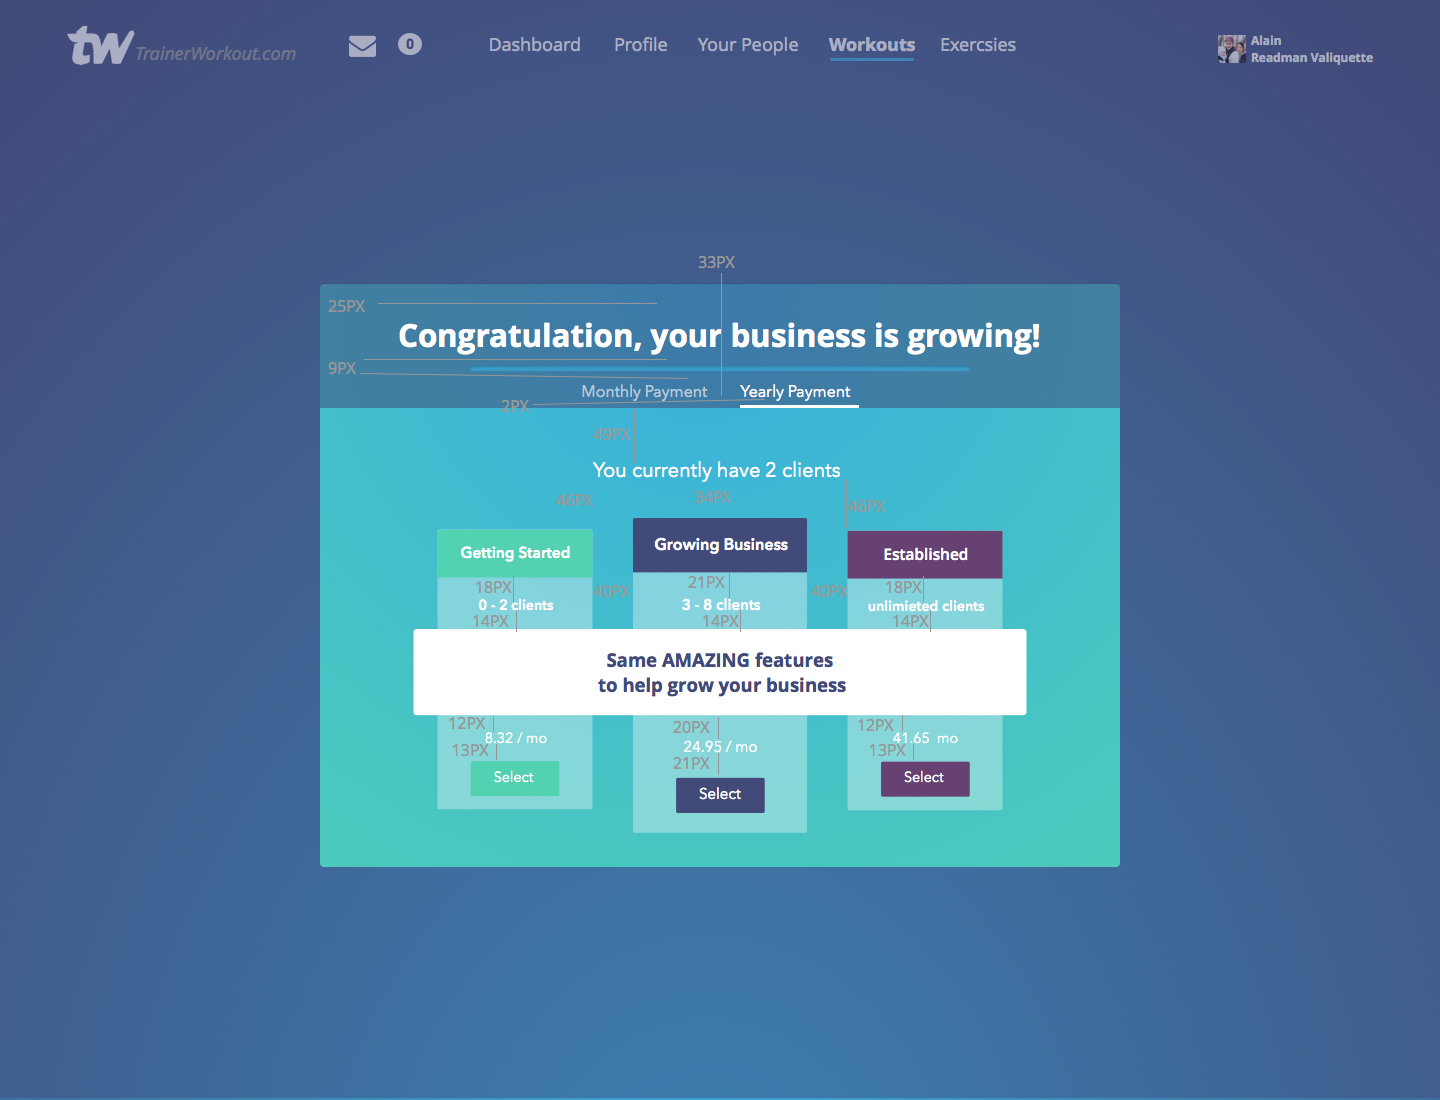 tw TrainerWorkout.com
0
Dashboard
Profile
Your People
Workouts
Exercsies
Alain
Readman Valiquette
33PX
25PX
Congratulation, your business is growing!
9PX
Monthly Payment
Yearly Payment
2PX
49PX
You currently have 2 clients
46PX
34PX
46PX
Getting Started
Growing Business
Established
18PX
40PX
21PX
40PX
18PX
0 - 2 clients
3 - 8 clients
unlimieted clients
14PX
14PX
14PX
Same AMAZING features
to help grow your business
12PX
20PX
12PX
8.32 / mo
24.95 / mo
41.65 mo
13PX
21PX
13PX
Select
Select
Select